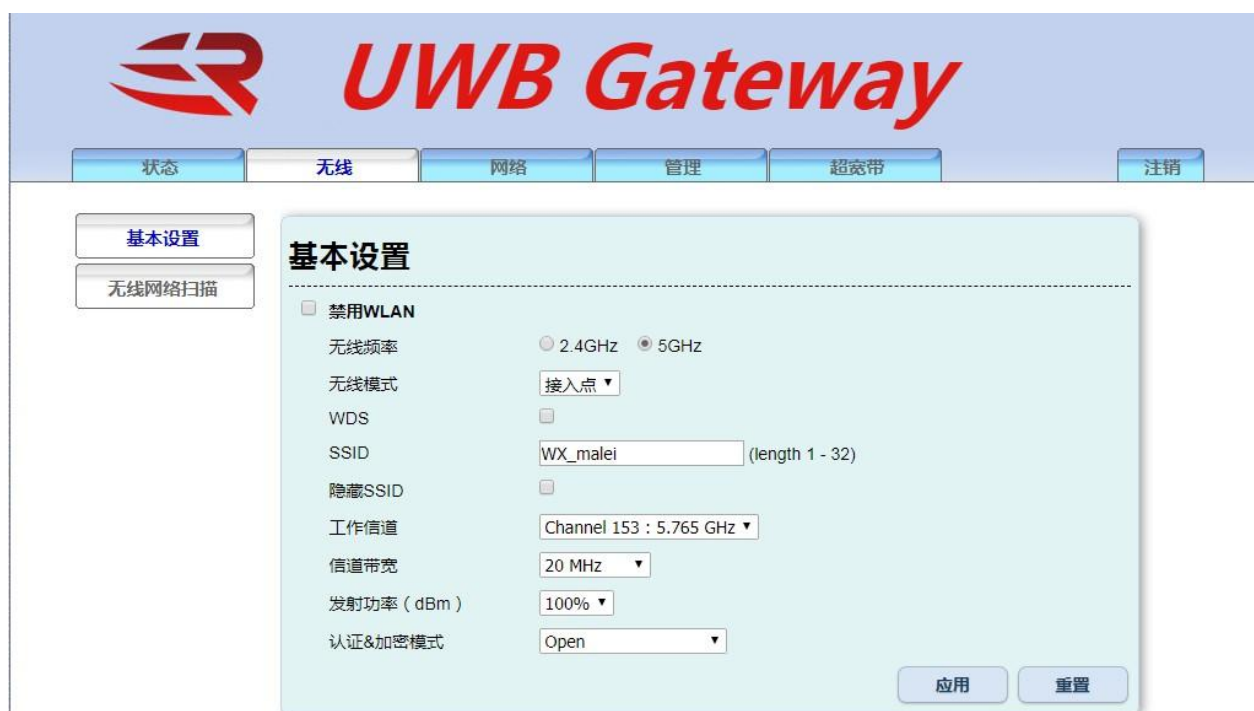 UWB Gateway
状态 无线 网络 管理 超宽带 注销
基本设置
无线网络扫描
基本设置
禁用WLAN
无线频率 2.4GHz 5GHz
无线模式 接入点
WDS
SSID WX_malei (length 1 - 32)
隐藏SSID
工作信道 Channel 153 : 5.765 GHz
信道带宽 20 MHz
发射功率 ( dBm ) 100%
认证&加密模式 Open
应用 重置